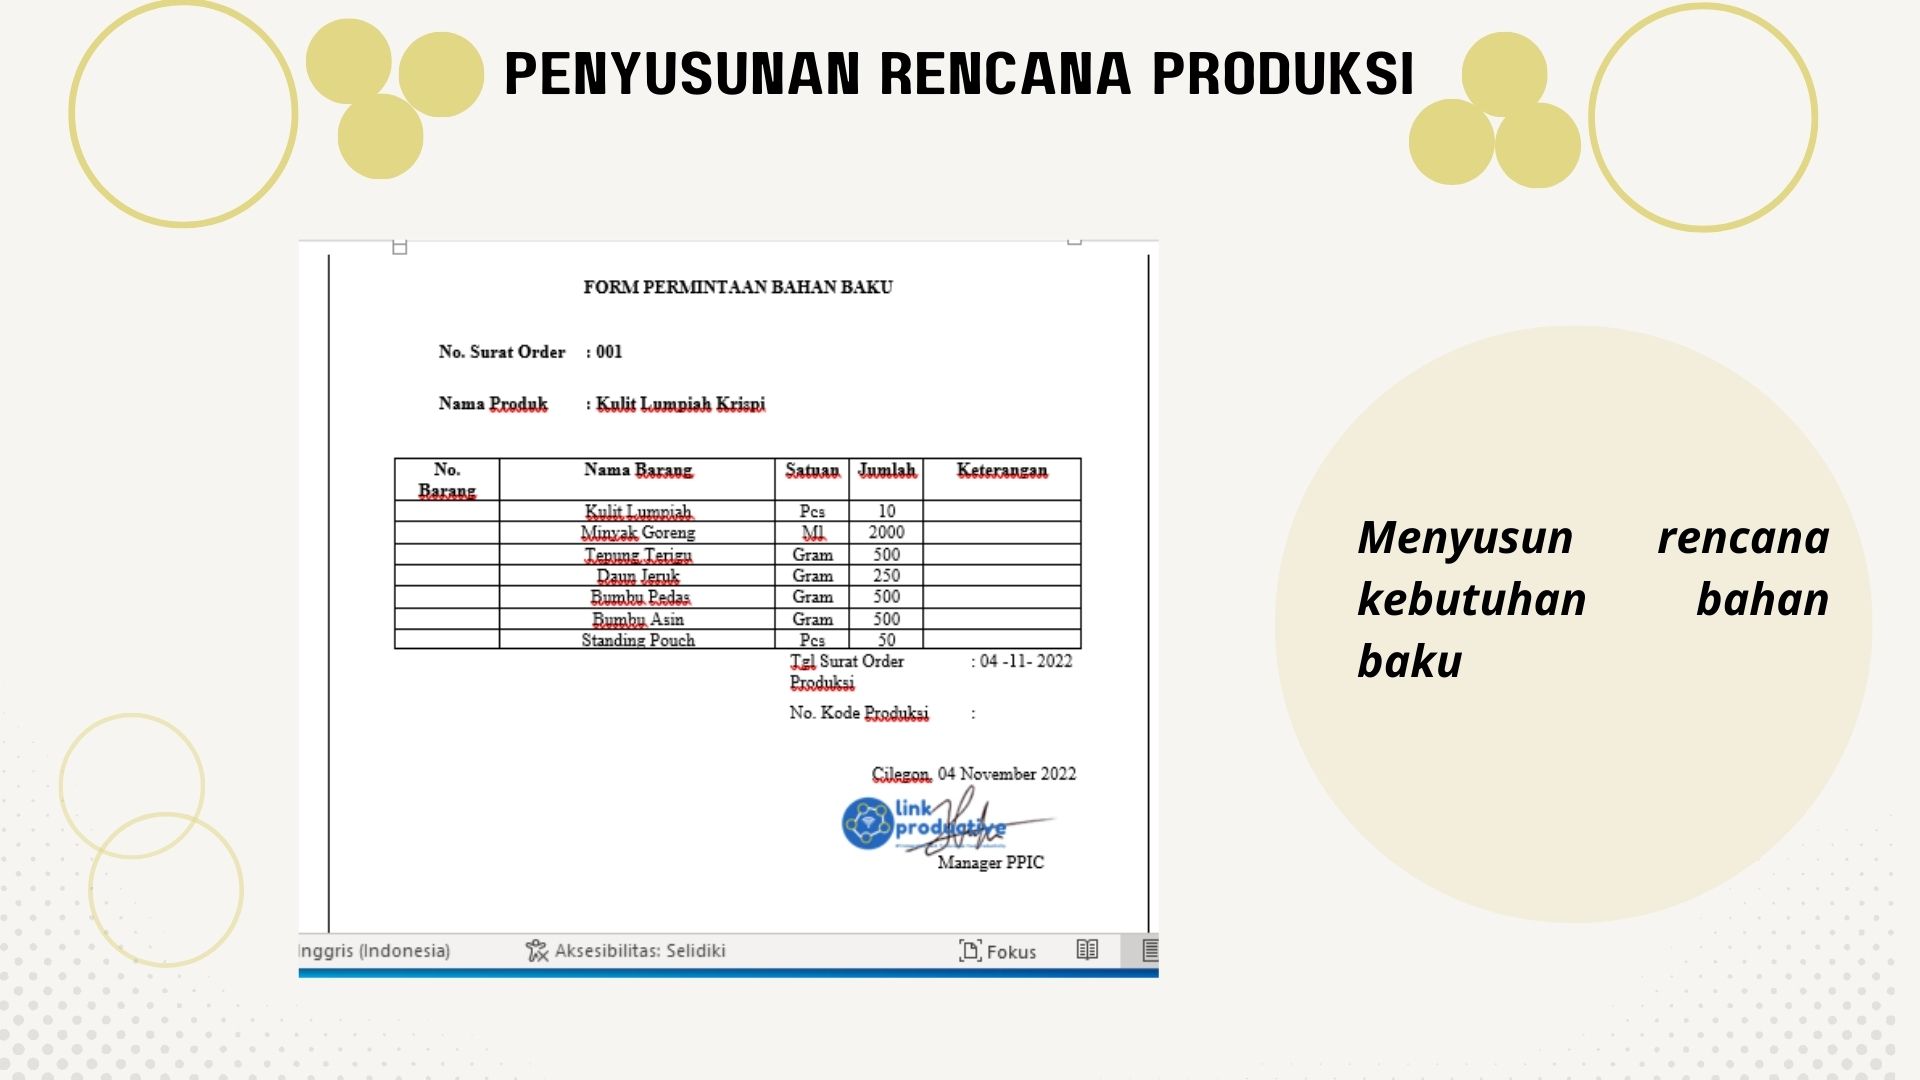 PENYUSUNAN RENCANA PRODUKSI
FORM PERMINTAAN BAHAN BAKU
No. Surat Order : 001
Nama Produk : Kulit Lumpiah Krispi
No. Barang Nama Barang Satuan Jumlah Keterangan
Kulit Lumpiah Pcs 10
Minyak Goreng Ml 2000
Tepung Terigu Gram 500
Daun Jeruk Gram 250
Bumbu Pedas Gram 500
Bumbu Asin Gram 500
Standing Pouch Pcs 50
Tgl Surat Order : 04 -11- 2022
Produksi
No. Kode Produksi :
Cilegon, 04 November 2022
link
productive
Manager PPIC
nggris (Indonesia) Aksesibilitas: Selidiki Fokus
Menyusun rencana
kebutuhan bahan
baku